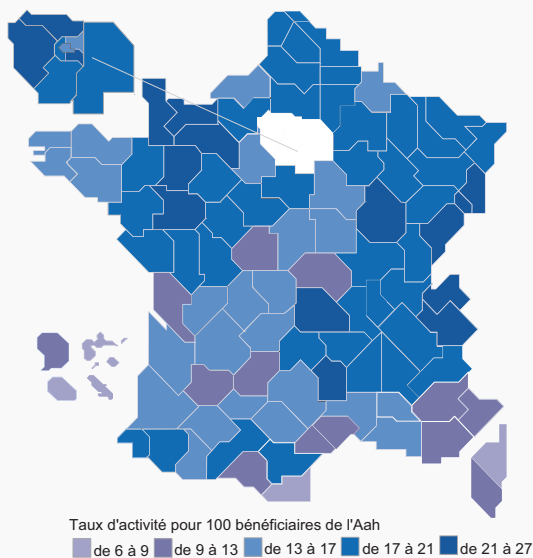 Taux d'activité pour 100 bénéficiaires de l'Aah
de 6 à 9 de 9 à 13 de 13 à 17 de 17 à 21 de 21 à 27